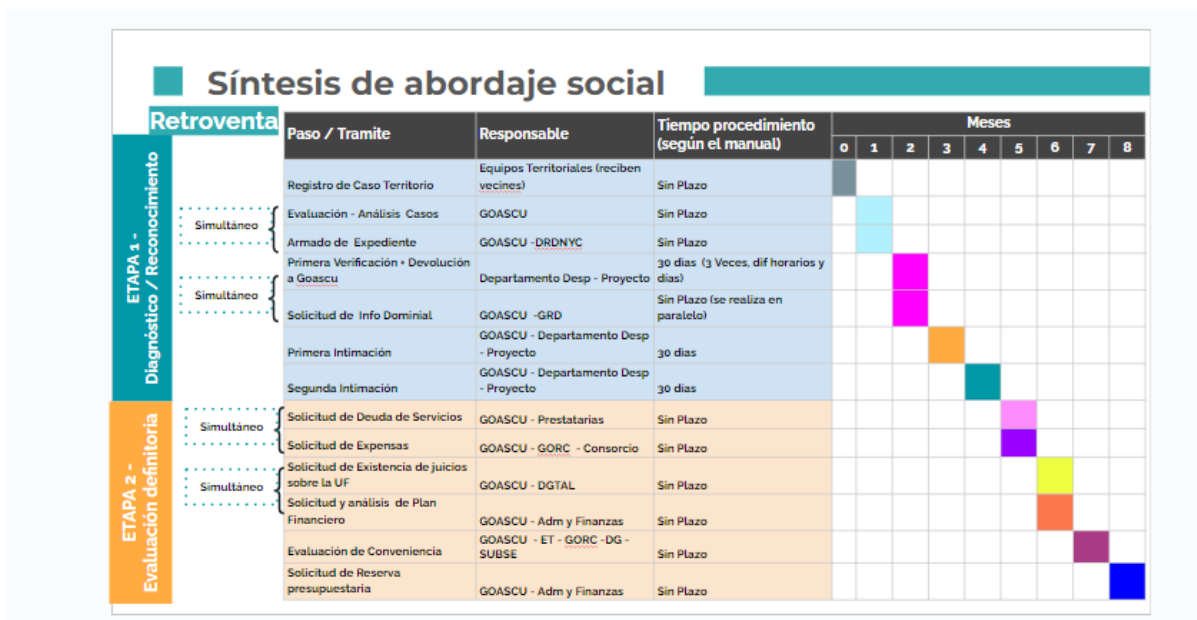 Síntesis de abordaje social
Retroventa
Paso / Tramite
Responsable
Tiempo procedimiento
(según el manual)
Meses
0 1 2 3 4 5 6 7 8
ETAPA 1 -
Diagnóstico / Reconocimiento
Registro de Caso Territorio
Equipos Territoriales (reciben
vecines)
Sin Plazo
Simultáneo
Evaluación - Análisis Casos
GOASCU
Sin Plazo
Armado de Expediente
GOASCU -DRDNYC
Sin Plazo
Simultáneo
Primera Verificación + Devolución
a Goascu
Departamento Desp - Proyecto
30 dias (3 Veces, dif horarios y
dias)
Solicitud de Info Dominial
GOASCU -GRD
Sin Plazo (se realiza en
paralelo)
Primera Intimación
GOASCU - Departamento Desp
- Proyecto
30 dias
Segunda Intimación
GOASCU - Departamento Desp
- Proyecto
30 dias
ETAPA 2 -
Evaluación definitoria
Simultáneo
Solicitud de Deuda de Servicios
GOASCU - Prestatarias
Sin Plazo
Solicitud de Expensas
GOASCU - GORC - Consorcio
Sin Plazo
Simultáneo
Solicitud de Existencia de juicios
sobre la UF
GOASCU - DGTAL
Sin Plazo
Solicitud y análisis de Plan
Financiero
GOASCU - Adm y Finanzas
Sin Plazo
Evaluación de Conveniencia
GOASCU - ET - GORC -DG -
SUBSE
Sin Plazo
Solicitud de Reserva
presupuestaria
GOASCU - Adm y Finanzas
Sin Plazo